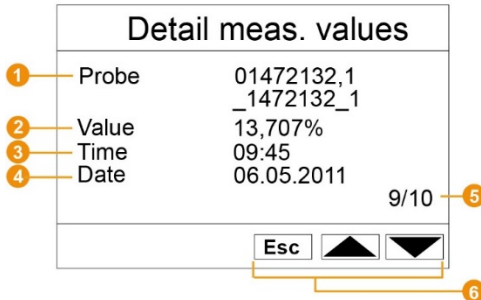 Detail meas. values
1 Probe 01472132,1
_1472132_1
2 Value 13,707%
3 Time 09:45
4 Date 06.05.2011
9/10 5
Esc
6